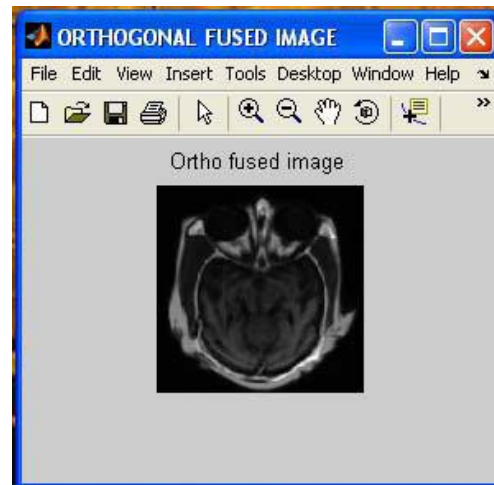 ORTHOGONAL FUSED IMAGE
File Edit View Insert Tools Desktop Window Help
Ortho fused image